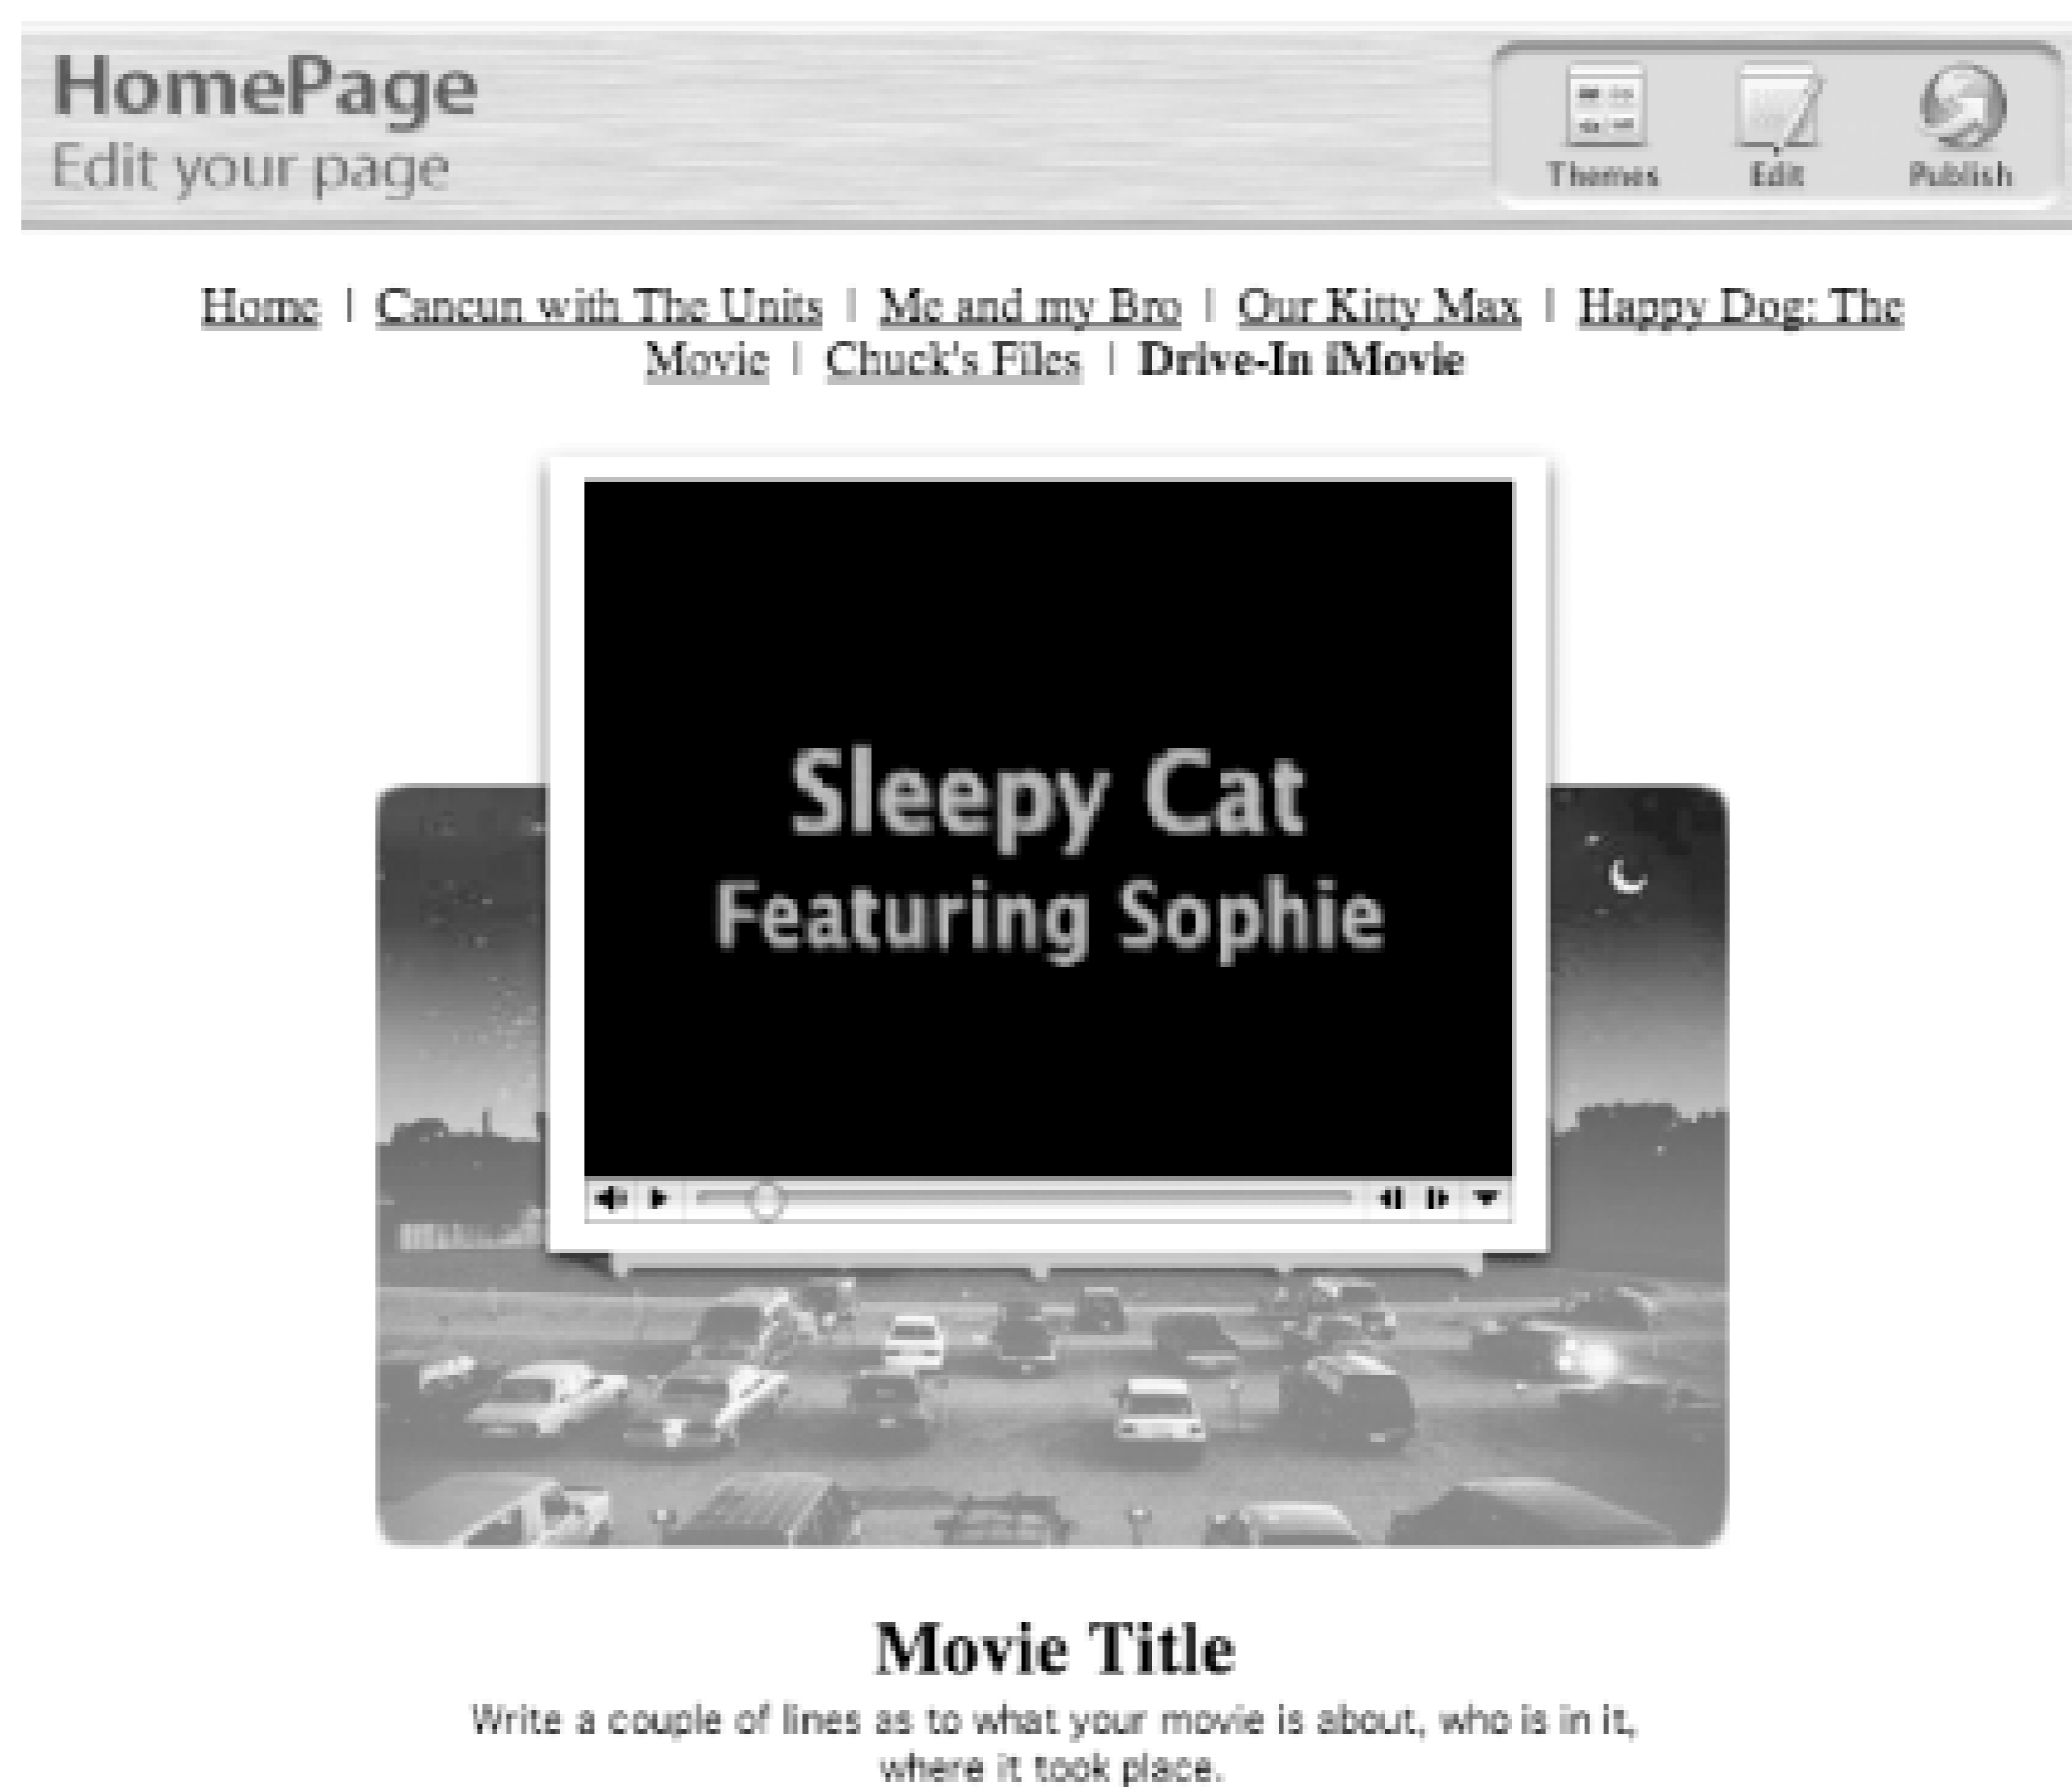 HomePage
Edit your page
Themes Edit Publish
Home | Cancun with The Units | Me and my Bro | Our Kitty Max | Happy Dog: The
Movie | Chuck's Files | Drive-In iMovie
Sleepy Cat
Featuring Sophie
Movie Title
Write a couple of lines as to what your movie is about, who is in it,
where it took place.